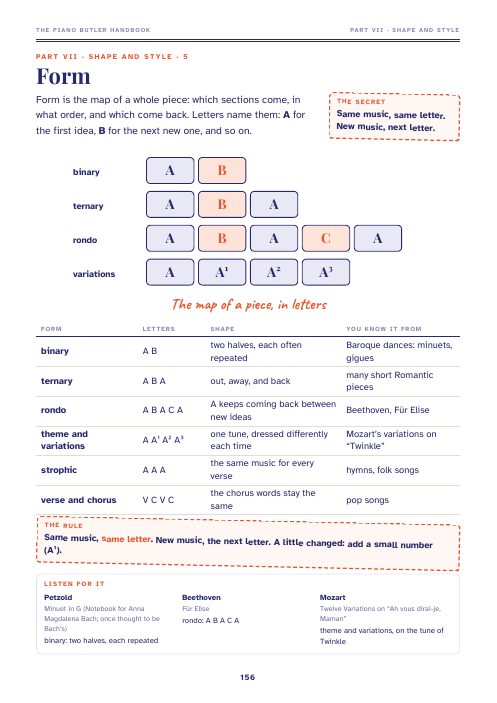 THE PIANO BUTLER HANDBOOK
PART VII · SHAPE AND STYLE
PART VII · SHAPE AND STYLE · 5
Form
Form is the map of a whole piece: which sections come, in
what order, and which come back. Letters name them: A for
the first idea, B for the next new one, and so on.
THE SECRET
Same music, same letter.
New music, next letter.
binary A B
ternary A B A
rondo A B A C A
variations A A¹ A² A³
The map of a piece, in letters
FORM LETTERS SHAPE YOU KNOW IT FROM
binary A B two halves, each often Baroque dances: minuets,
repeated gigues
ternary A B A out, away, and back many short Romantic
pieces
rondo A B A C A A keeps coming back between Beethoven, Für Elise
new ideas
theme and A A¹ A² A³ one tune, dressed differently Mozart's variations on
variations each time “Twinkle”
strophic A A A the same music for every hymns, folk songs
verse
verse and chorus V C V C the chorus words stay the pop songs
same
THE RULE
Same music, same letter. New music, the next letter. A little changed: add a small number
(A¹).
LISTEN FOR IT
Petzold
Minuet in G (Notebook for Anna
Magdalena Bach; once thought to be
Bach's)
binary: two halves, each repeated
Beethoven
Für Elise
rondo: A B A C A
Mozart
Twelve Variations on “Ah vous dirai-je,
Maman”
theme and variations, on the tune of
Twinkle
156